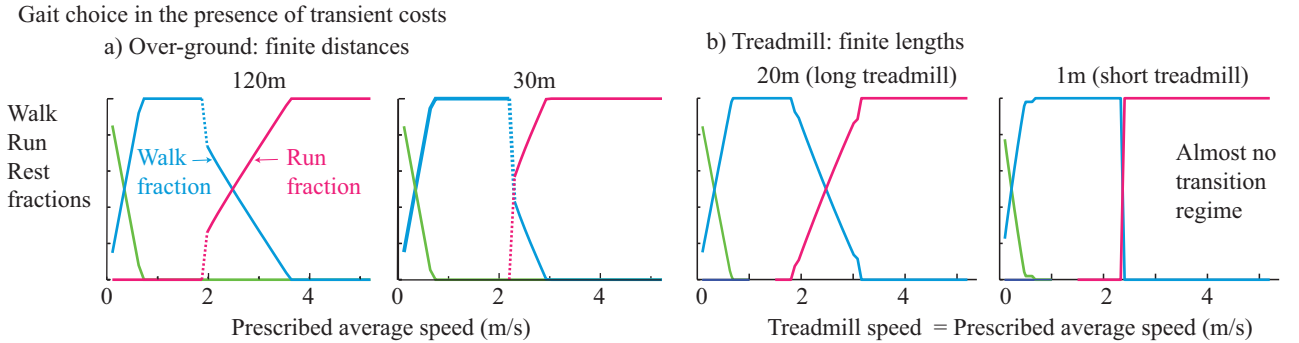 Gait choice in the presence of transient costs
a) Over-ground: finite distances
b) Treadmill: finite lengths
120m
30m
20m (long treadmill)
1m (short treadmill)
Walk
Run
Rest
fractions
Walk
fraction
Run
fraction
Almost no
transition
regime
0 2 4
0 2 4
0 2 4
0 2 4
Prescribed average speed (m/s)
Treadmill speed = Prescribed average speed (m/s)